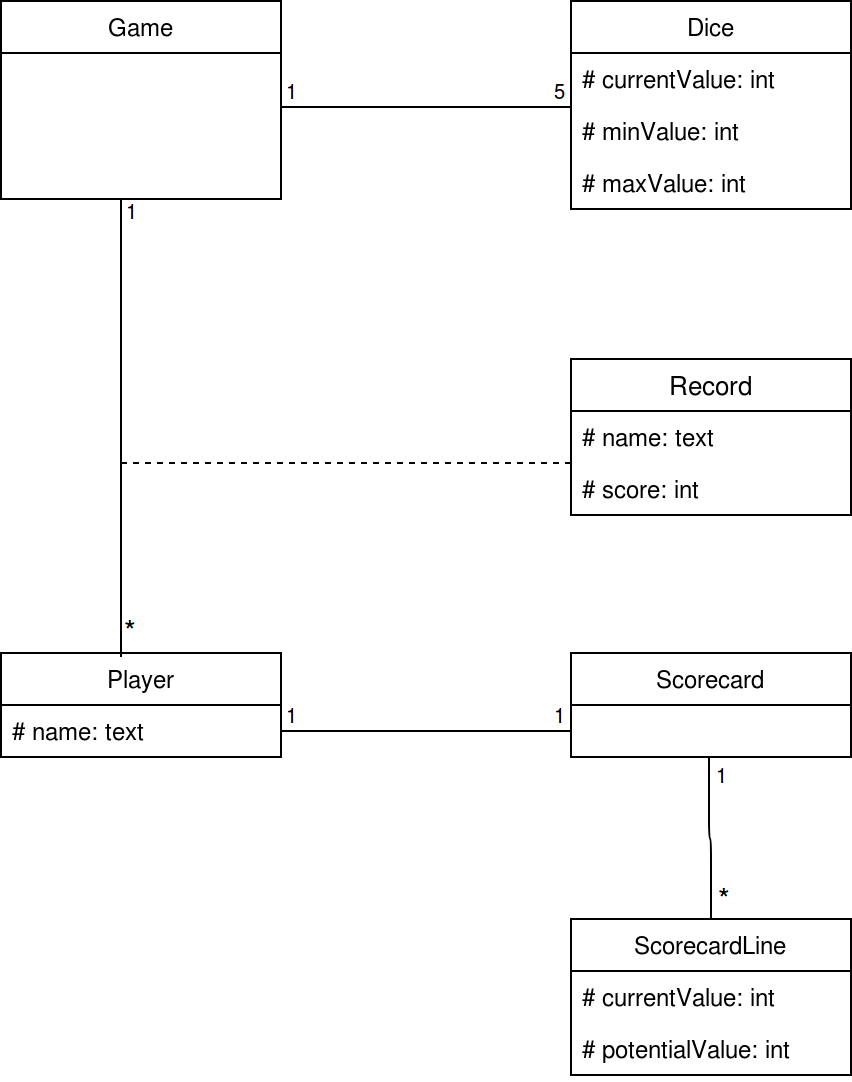 Game
Dice
# currentValue: int
# minValue: int
# maxValue: int
1
5
1
Record
# name: text
# score: int
*
Player
# name: text
1
1
Scorecard
1
*
ScorecardLine
# currentValue: int
# potentialValue: int